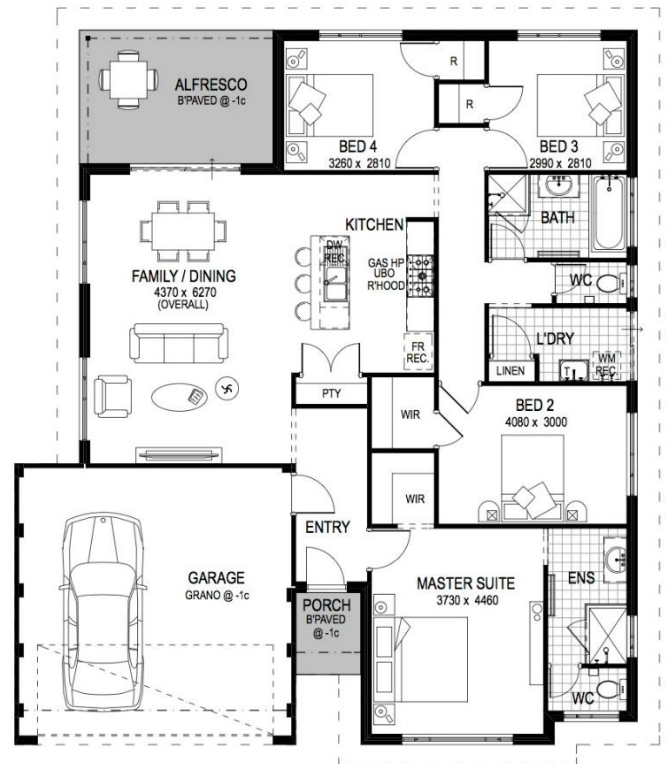 ALFRESCO
B'PAVED @ -1c
R
R
BED 4
3260 x 2810
BED 3
2990 x 2810
KITCHEN
DW
REC
GAS HP
UBO
R'HOOD
BATH
FAMILY / DINING
4370 x 6270
(OVERALL)
WC
L'DRY
FR
REC.
LINEN
T
WM
REC
PTY
WIR
BED 2
4080 x 3000
WIR
ENTRY
GARAGE
GRANO @ -1c
PORCH
B'PAVED
@ -1c
MASTER SUITE
3730 x 4460
ENS
WC